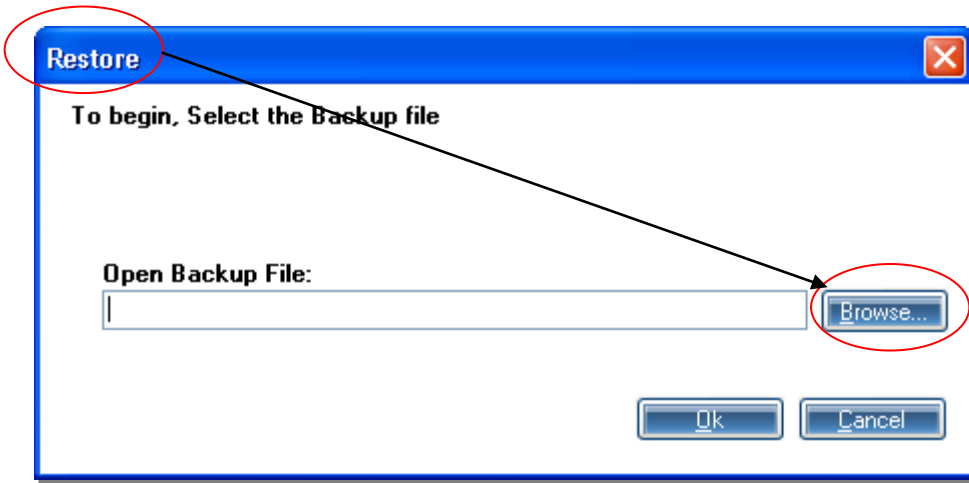 Restore
To begin, Select the Backup file
Open Backup File:
Browse...
Ok
Cancel